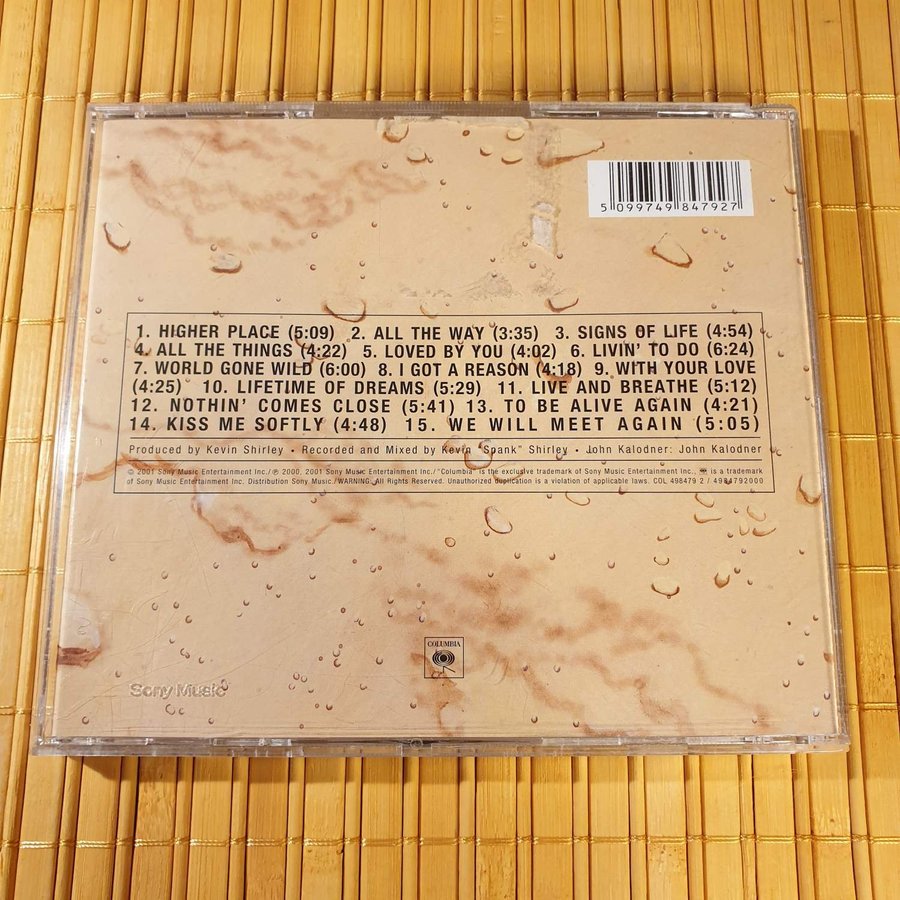 5 099749 847927
1. HIGHER PLACE (5:09) 2. ALL THE WAY (3:35) 3. SIGNS OF LIFE (4:54)
4. ALL THE THINGS (4:22) 5. LOVED BY YOU (4:02) 6. LIVIN' TO DO (6:24)
7. WORLD GONE WILD (6:00) 8. I GOT A REASON (4:18) 9. WITH YOUR LOVE
(4:25) 10. LIFETIME OF DREAMS (5:29) 11. LIVE AND BREATHE (5:12)
12. NOTHIN' COMES CLOSE (5:41) 13. TO BE ALIVE AGAIN (4:21)
14. KISS ME SOFTLY (4:48) 15. WE WILL MEET AGAIN (5:05)
Produced by Kevin Shirley • Recorded and Mixed by Kevin "Spank" Shirley • John Kalodner: John Kalodner
© 2001 Sony Music Entertainment Inc./℗ 2000, 2001 Sony Music Entertainment Inc./"Columbia" is the exclusive trademark of Sony Music Entertainment Inc., is a trademark
of Sony Music Entertainment Inc. Distribution Sony Music./WARNING: All Rights Reserved. Unauthorized duplication is a violation of applicable laws. COL 498479 2 / 4984792000
COLUMBIA
Sony Music